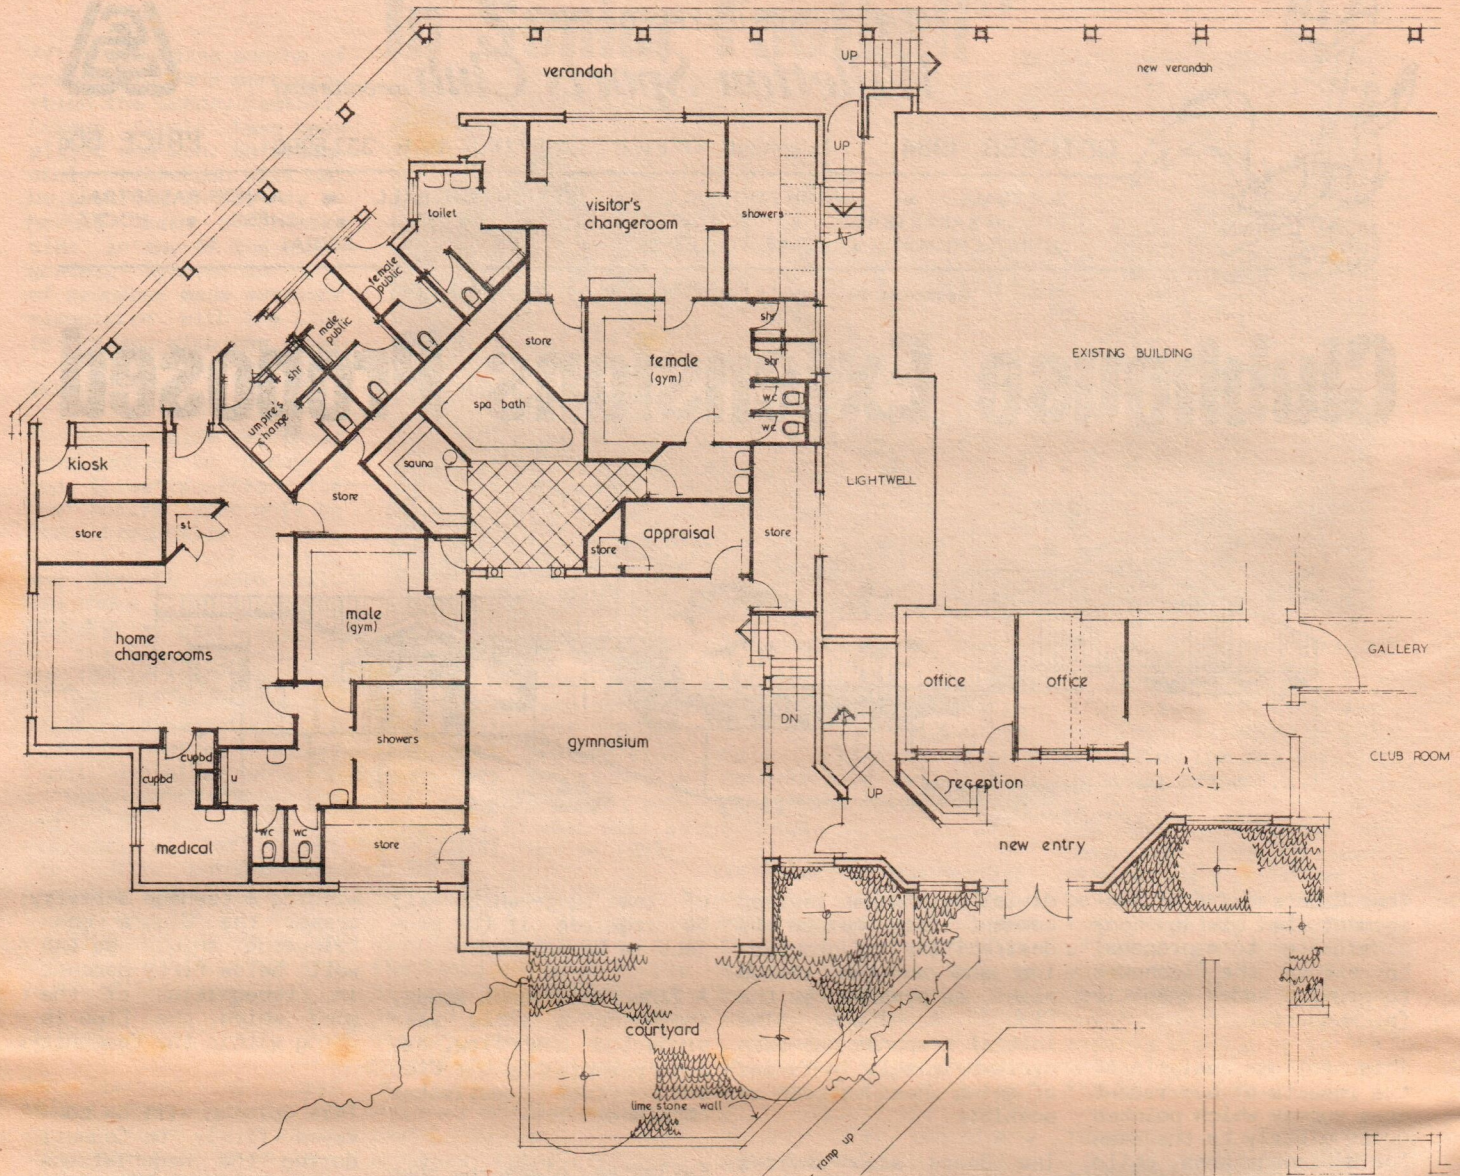 UP
verandah
new verandah
UP
toilet
visitor's
changeroom
showers
female
public
male
public
shr
umpire's
change
store
female
(gym)
shr
shr
wc
wc
EXISTING BUILDING
spa bath
sauna
kiosk
store
store
st
LIGHTWELL
appraisal
store
store
male
(gym)
home
changerooms
office
office
GALLERY
DN
gymnasium
showers
cupbd
cupbd
u
reception
CLUB ROOM
UP
medical
wc
wc
store
new entry
courtyard
lime stone wall
ramp up